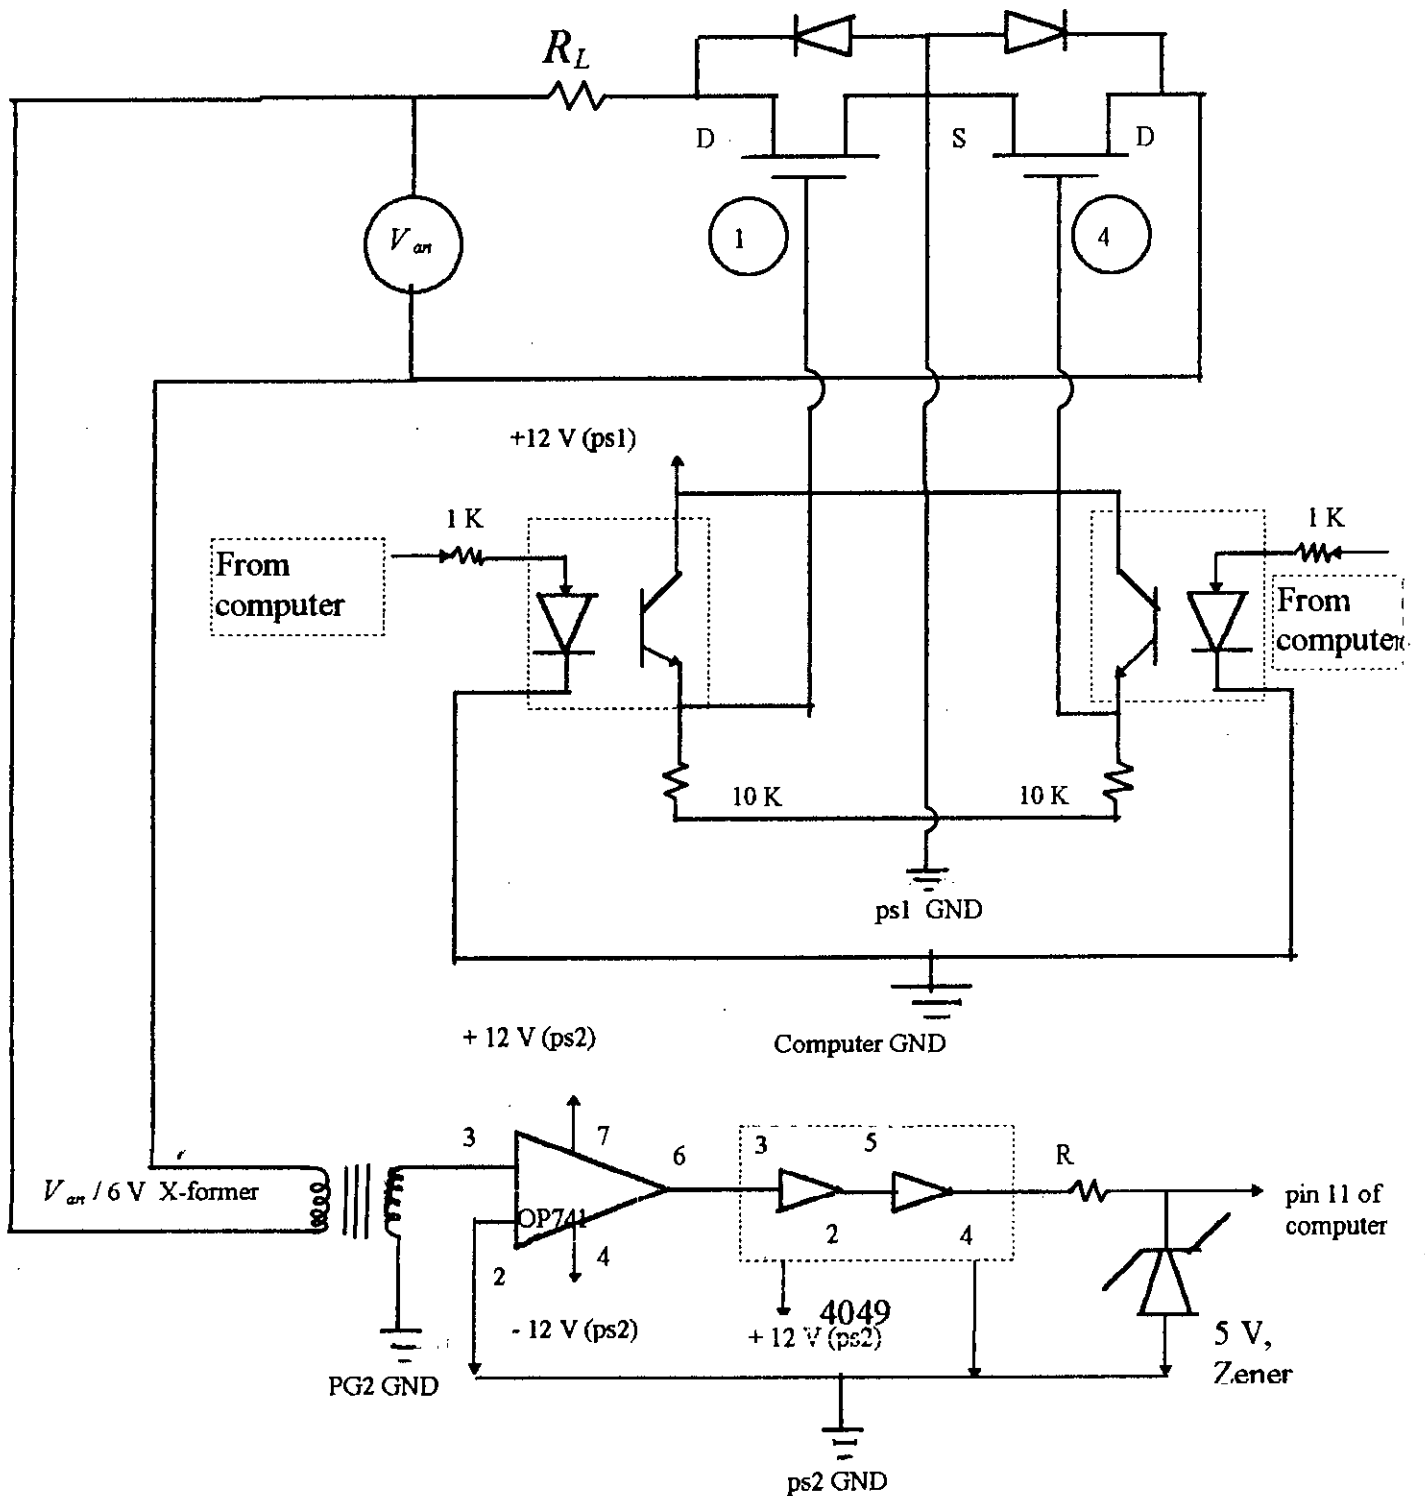 R_L
D
S
D
V_an
1
4
+12 V (ps1)
1 K
1 K
From
computer
From
computer
10 K
10 K
ps1 GND
Computer GND
+ 12 V (ps2)
3
7
6
3
5
R
V_an / 6 V X-former
OP741
pin 11 of
computer
2
4
2
4
- 12 V (ps2)
4049
+ 12 V (ps2)
5 V,
Zener
PG2 GND
ps2 GND